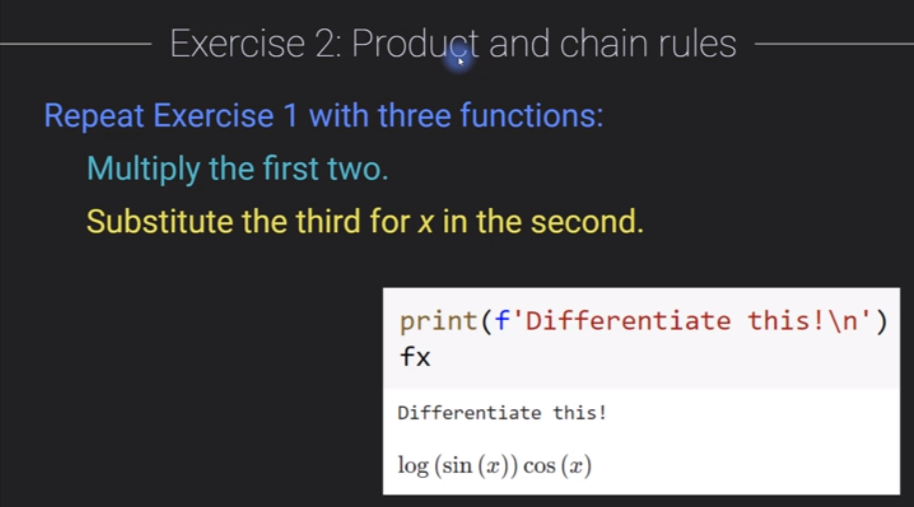 Exercise 2: Product and chain rules
Repeat Exercise 1 with three functions:
Multiply the first two.
Substitute the third for x in the second.
print(f'Differentiate this!\n')
fx
Differentiate this!
log (sin (x)) cos (x)